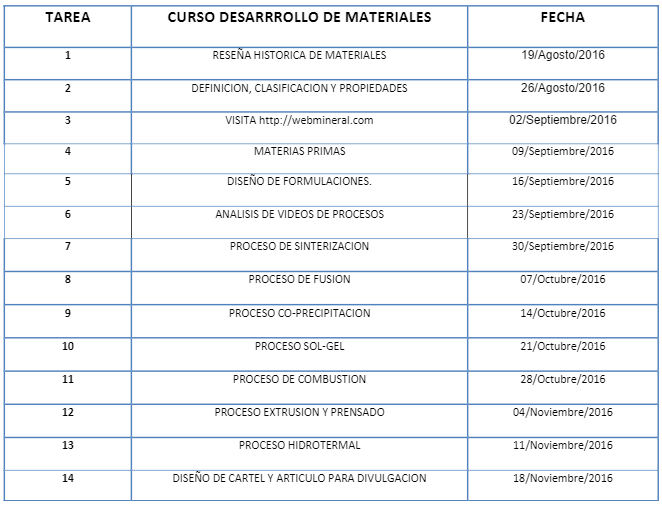 TAREA CURSO DESARRROLLO DE MATERIALES FECHA
1 RESEÑA HISTORICA DE MATERIALES 19/Agosto/2016
2 DEFINICION, CLASIFICACION Y PROPIEDADES 26/Agosto/2016
3 VISITA http://webmineral.com 02/Septiembre/2016
4 MATERIAS PRIMAS 09/Septiembre/2016
5 DISEÑO DE FORMULACIONES. 16/Septiembre/2016
6 ANALISIS DE VIDEOS DE PROCESOS 23/Septiembre/2016
7 PROCESO DE SINTERIZACION 30/Septiembre/2016
8 PROCESO DE FUSION 07/Octubre/2016
9 PROCESO CO-PRECIPITACION 14/Octubre/2016
10 PROCESO SOL-GEL 21/Octubre/2016
11 PROCESO DE COMBUSTION 28/Octubre/2016
12 PROCESO EXTRUSION Y PRENSADO 04/Noviembre/2016
13 PROCESO HIDROTERMAL 11/Noviembre/2016
14 DISEÑO DE CARTEL Y ARTICULO PARA DIVULGACION 18/Noviembre/2016